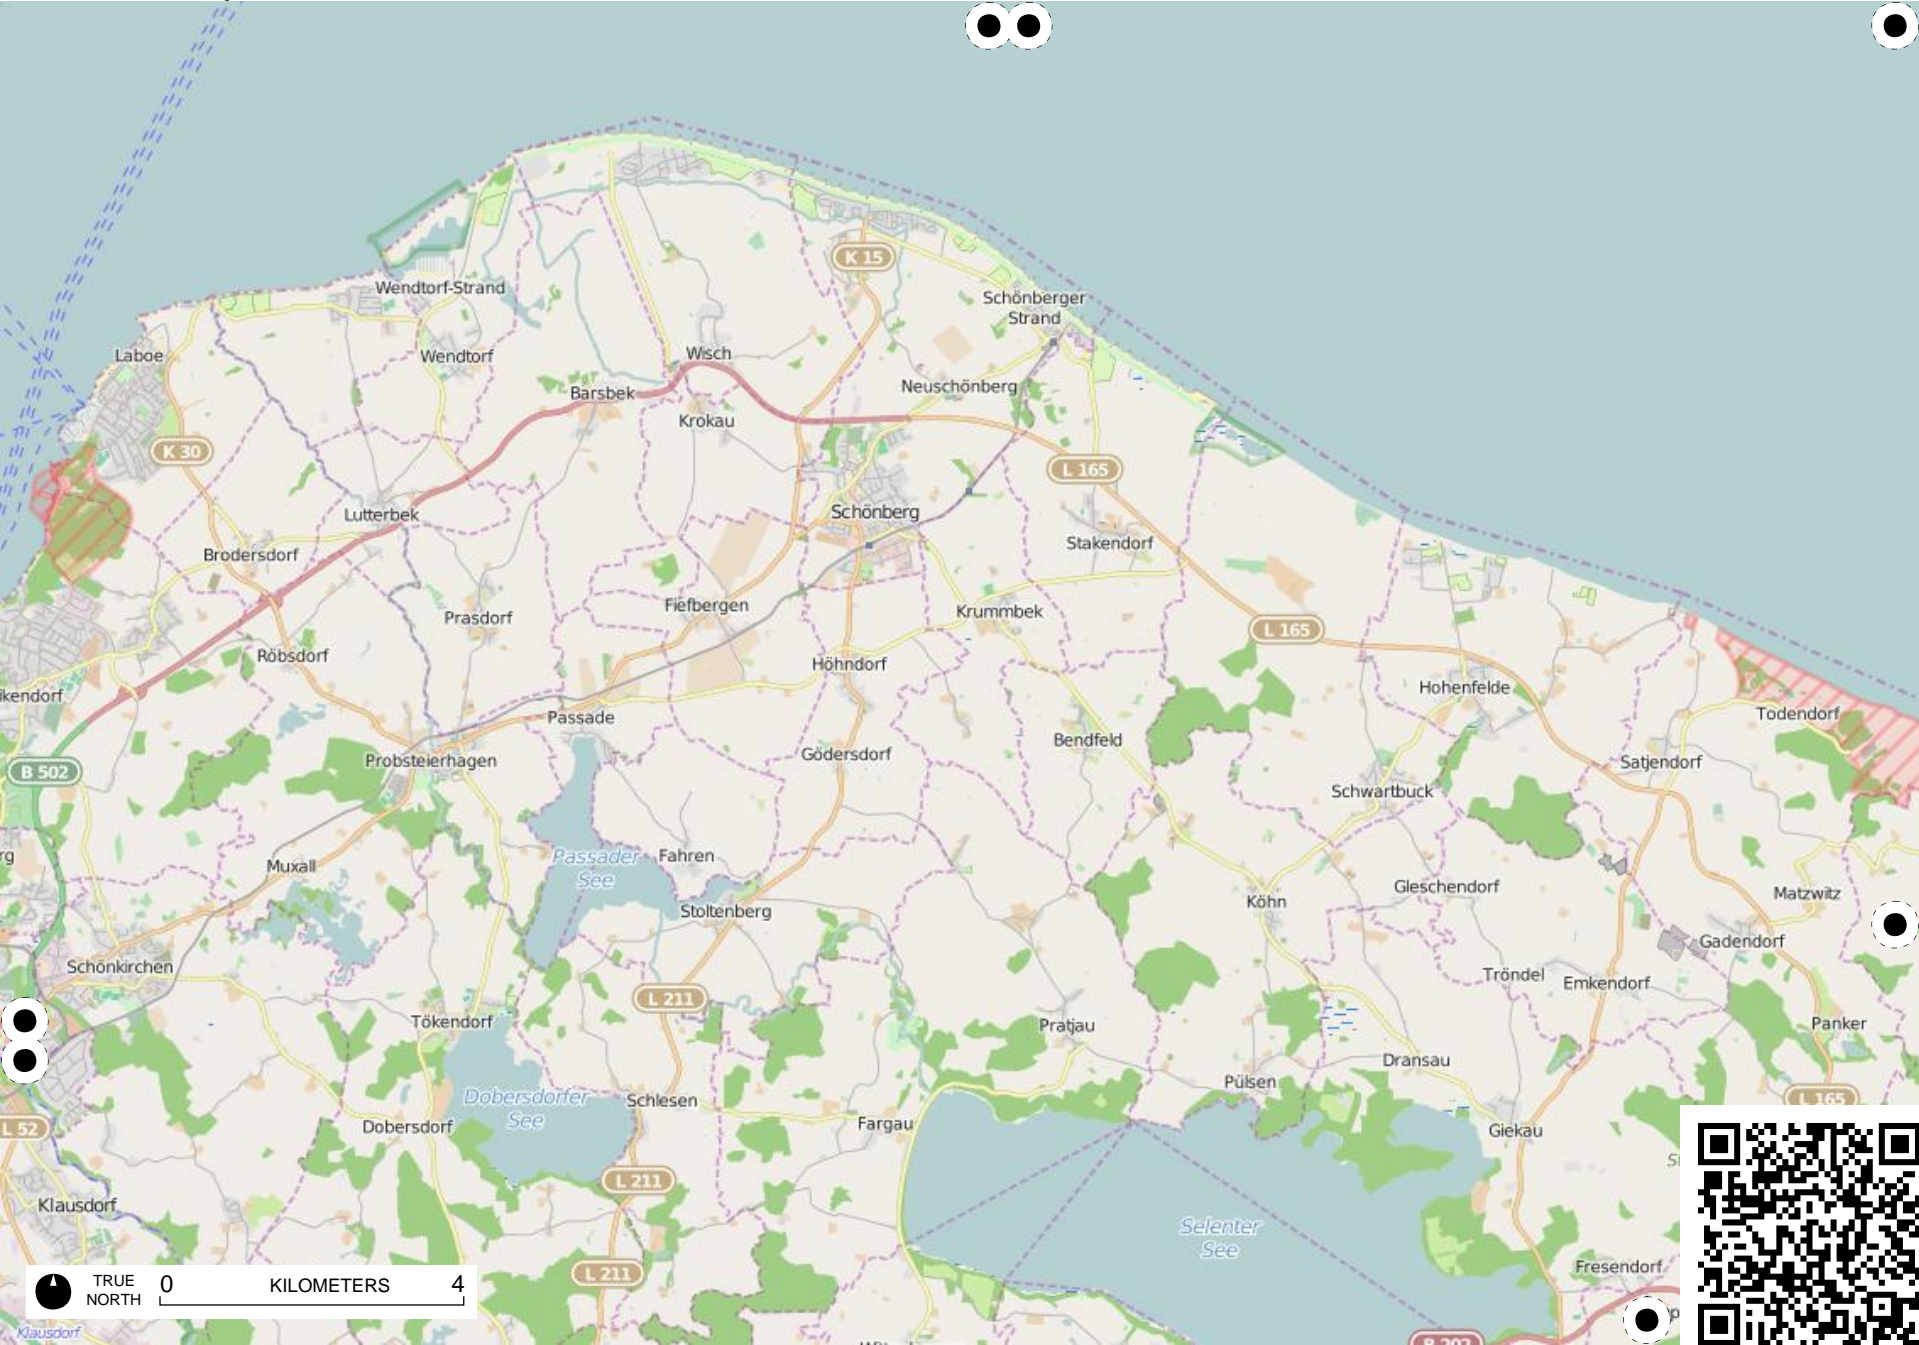 K 15
Wendtorf-Strand
Schönberger
Strand
Laboe
Wendtorf
Wisch
Barsbek
Neuschönberg
Krokau
K 30
L 165
Lutterbek
Schönberg
Stakendorf
Brodersdorf
Prasdorf
Fiefbergen
Krummbek
L 165
Röbsdorf
Höhndorf
ikendorf
Hohenfelde
Passade
Todendorf
Bendfeld
Gödersdorf
Probsteierhagen
Satjendorf
B 502
Schwartbuck
rg
Muxall
Passader
See
Fahren
Gleschendorf
Matzwitz
Köhn
Stoltenberg
Gadendorf
Schönkirchen
Tröndel
Emkendorf
L 211
Tökendorf
Pratjau
Panker
Dransau
Pülsen
Dobersdorfer
See
Schlesen
L 165
Dobersdorf
Fargau
L 52
Giekau
L 211
Klausdorf
Selenter
See
Fresendorf
L 211
TRUE
NORTH
0 KILOMETERS 4
Klausdorf
B 202